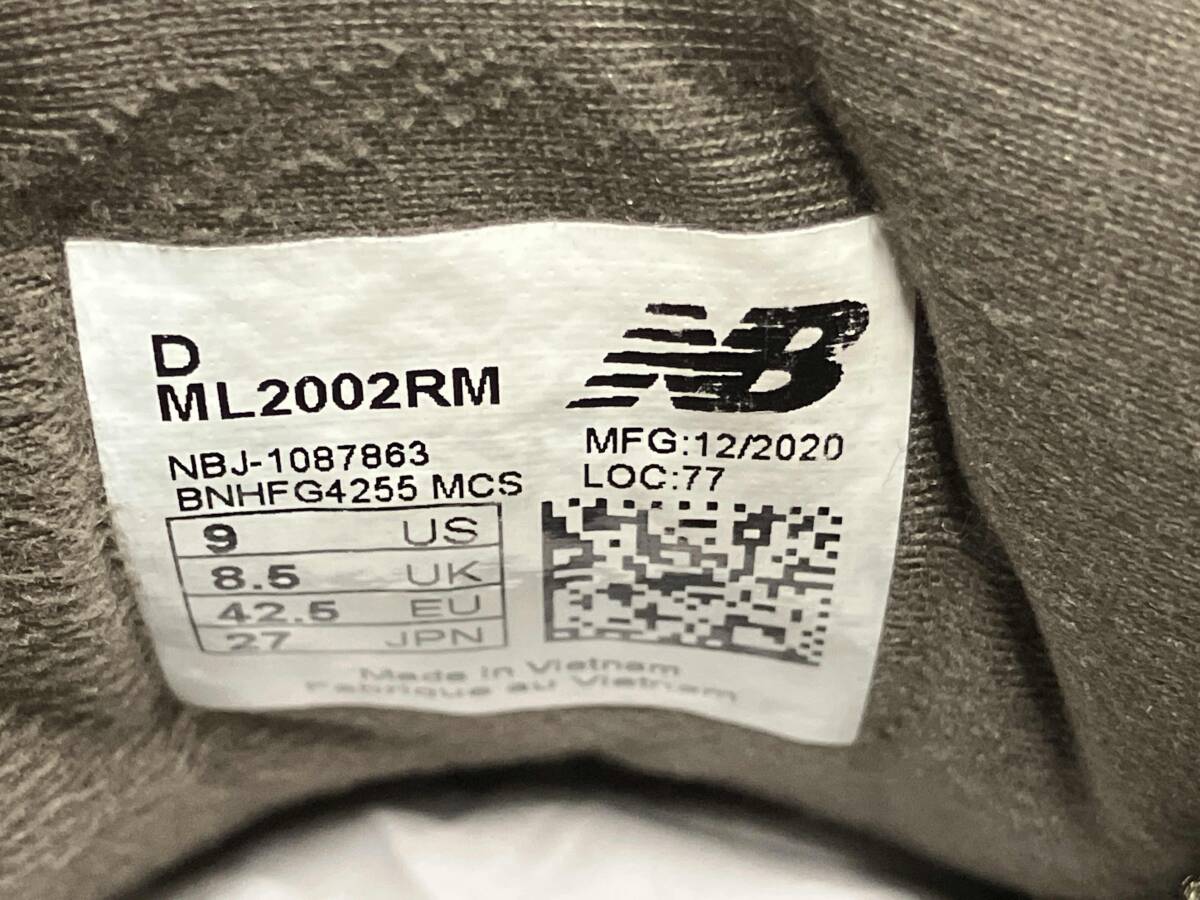 D
ML2002RM
NB
NBJ-1087863
BNHFG4255 MCS
MFG:12/2020
LOC:77
9 US
8.5 UK
42.5 EU
27 JPN
Made in Vietnam
Fabriqué au Vietnam